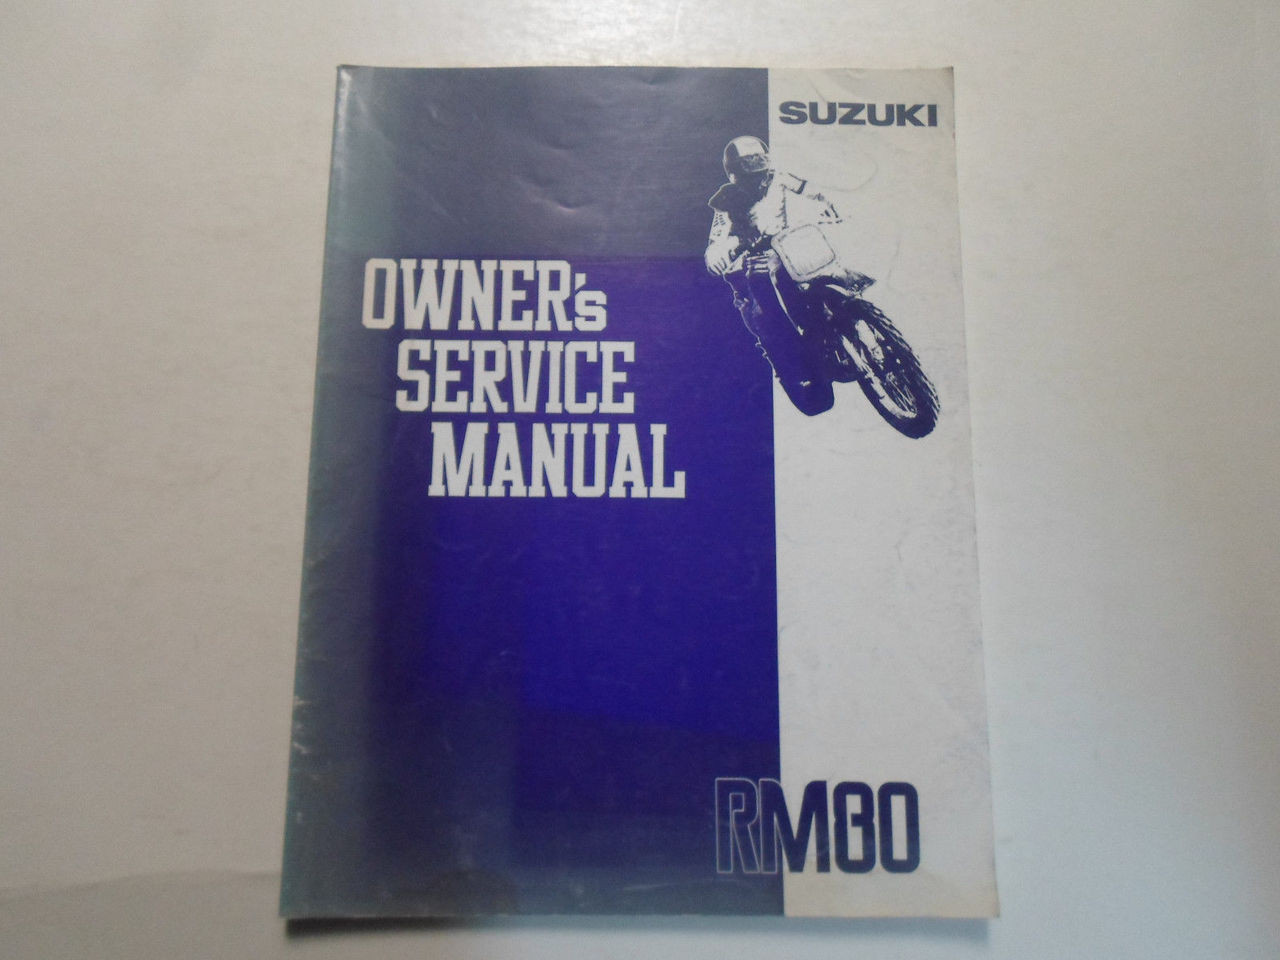 SUZUKI
OWNER's
SERVICE
MANUAL
RM80